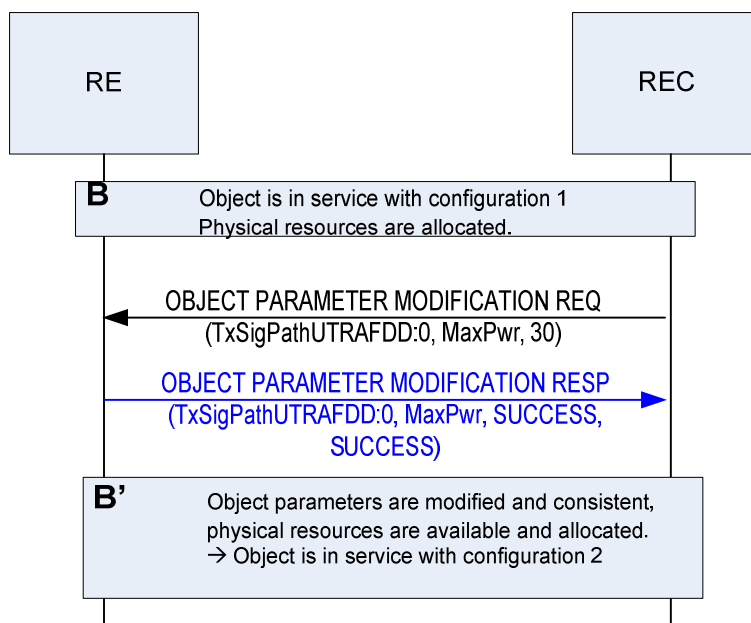 RE
REC
B
Object is in service with configuration 1
Physical resources are allocated.
OBJECT PARAMETER MODIFICATION REQ
(TxSigPathUTRAFDD:0, MaxPwr, 30)
OBJECT PARAMETER MODIFICATION RESP
(TxSigPathUTRAFDD:0, MaxPwr, SUCCESS,
SUCCESS)
B’
Object parameters are modified and consistent,
physical resources are available and allocated.
→ Object is in service with configuration 2